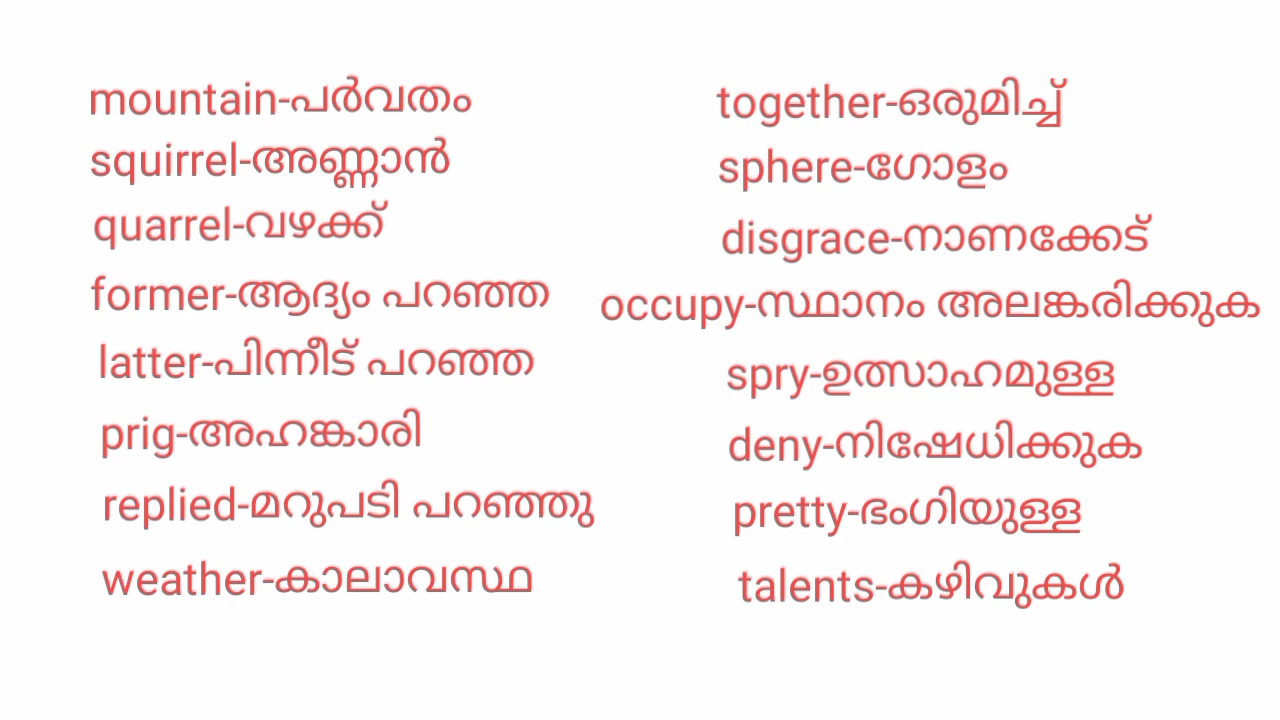 mountain-പർവതം
squirrel-അണ്ണാൻ
quarrel-വഴക്ക്
former-ആദ്യം പറഞ്ഞ
latter-പിന്നീട് പറഞ്ഞ
prig-അഹങ്കാരി
replied-മറുപടി പറഞ്ഞു
weather-കാലാവസ്ഥ
together-ഒരുമിച്ച്
sphere-ഗോളം
disgrace-നാണക്കേട്
occupy-സ്ഥാനം അലങ്കരിക്കുക
spry-ഉത്സാഹമുള്ള
deny-നിഷേധിക്കുക
pretty-ഭംഗിയുള്ള
talents-കഴിവുകൾ